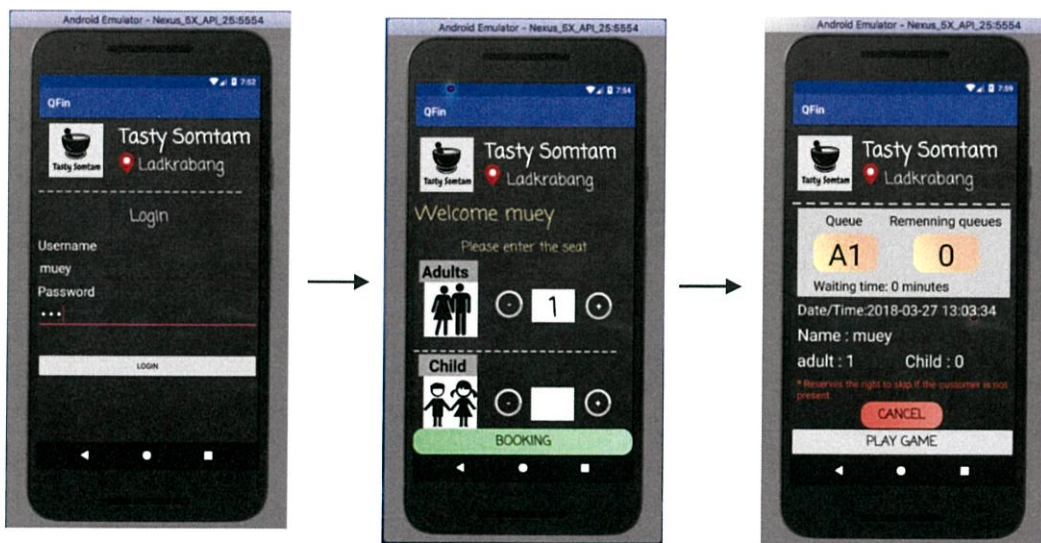 Android Emulator - Nexus_5X_API_25:5554
7:52
QFin
Tasty Somtam
Tasty Somtam
Ladkrabang
Login
Username
muey
Password
•••
LOGIN
Android Emulator - Nexus_5X_API_25:5554
7:54
QFin
Tasty Somtam
Tasty Somtam
Ladkrabang
Welcome muey
Please enter the seat
Adults
- 1 +
Child
- +
BOOKING
Android Emulator - Nexus_5X_API_25:5554
7:59
QFin
Tasty Somtam
Tasty Somtam
Ladkrabang
Queue Remenning queues
A1 0
Waiting time: 0 minutes
Date/Time:2018-03-27 13:03:34
Name : muey
adult : 1 Child : 0
* Reserves the right to skip if the customer is not
present.
CANCEL
PLAY GAME